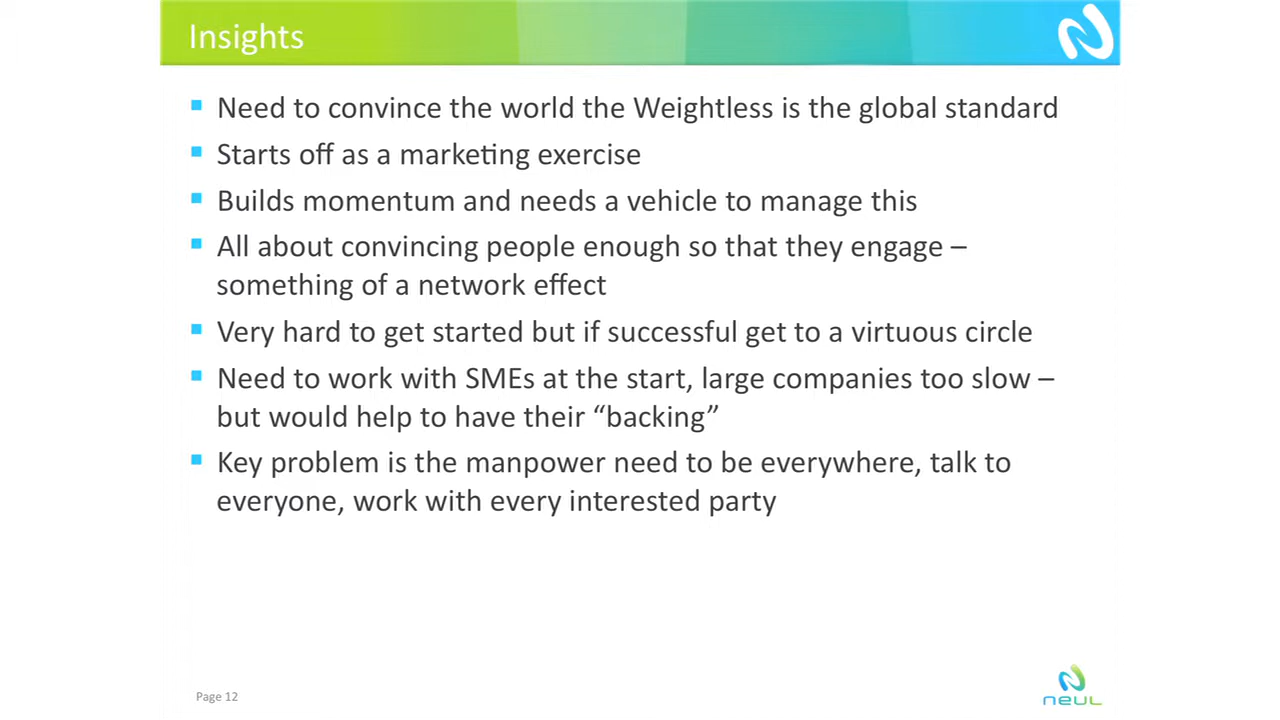 Insights
Need to convince the world the Weightless is the global standard
Starts off as a marketing exercise
Builds momentum and needs a vehicle to manage this
All about convincing people enough so that they engage –
something of a network effect
Very hard to get started but if successful get to a virtuous circle
Need to work with SMEs at the start, large companies too slow –
but would help to have their “backing”
Key problem is the manpower need to be everywhere, talk to
everyone, work with every interested party
Page 12
neul